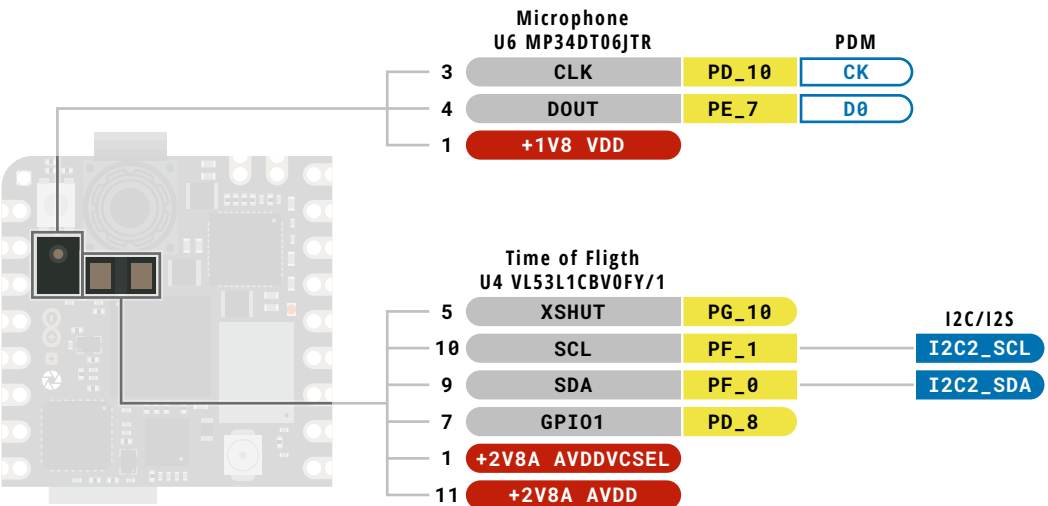 Microphone
U6 MP34DT06JTR
PDM
3 CLK PD_10 CK
4 DOUT PE_7 D0
1 +1V8 VDD
Time of Fligth
U4 VL53L1CBV0FY/1
I2C/I2S
5 XSHUT PG_10
10 SCL PF_1 I2C2_SCL
9 SDA PF_0 I2C2_SDA
7 GPIO1 PD_8
1 +2V8A AVDDVCSEL
11 +2V8A AVDD